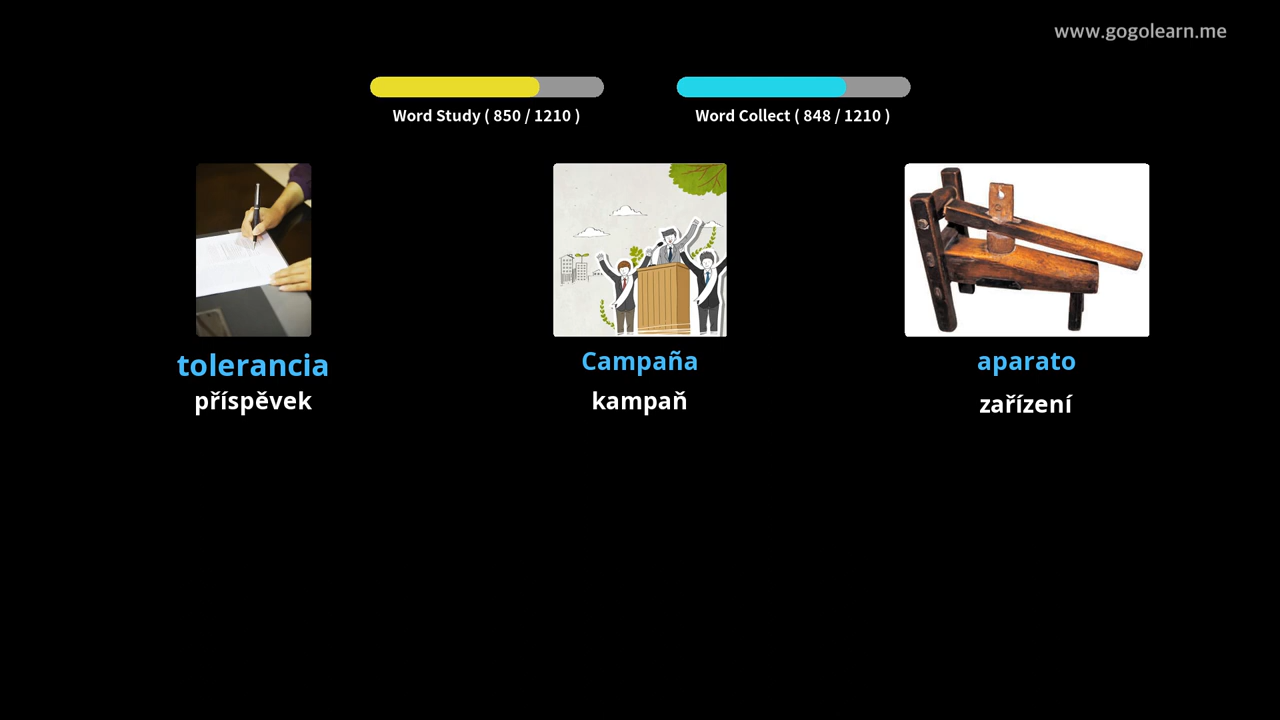 www.gogolearn.me
Word Study ( 850 / 1210 )
Word Collect ( 848 / 1210 )
tolerancia
příspěvek
Campaña
kampaň
aparato
zařízení